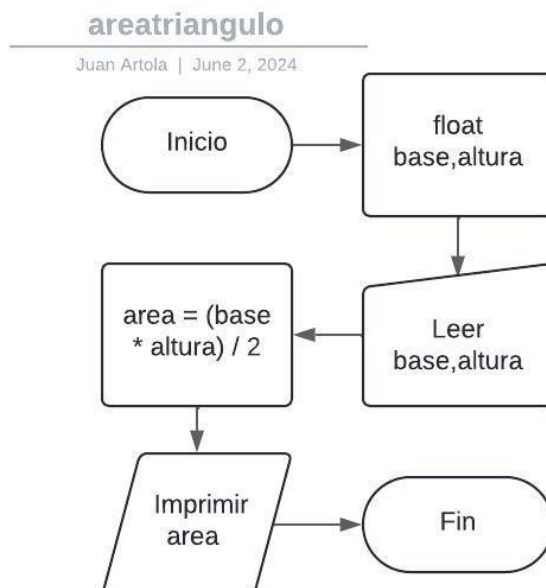 areatriangulo
Juan Artola | June 2, 2024
Inicio
float
base,altura
Leer
base,altura
area = (base
* altura) / 2
Imprimir
area
Fin